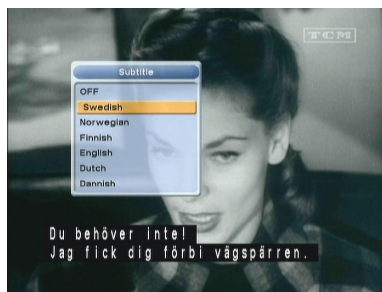 TCM
Subtitle
OFF
Swedish
Norwegian
Finnish
English
Dutch
Dannish
Du behöver inte!
Jag fick dig förbi vägspärren.